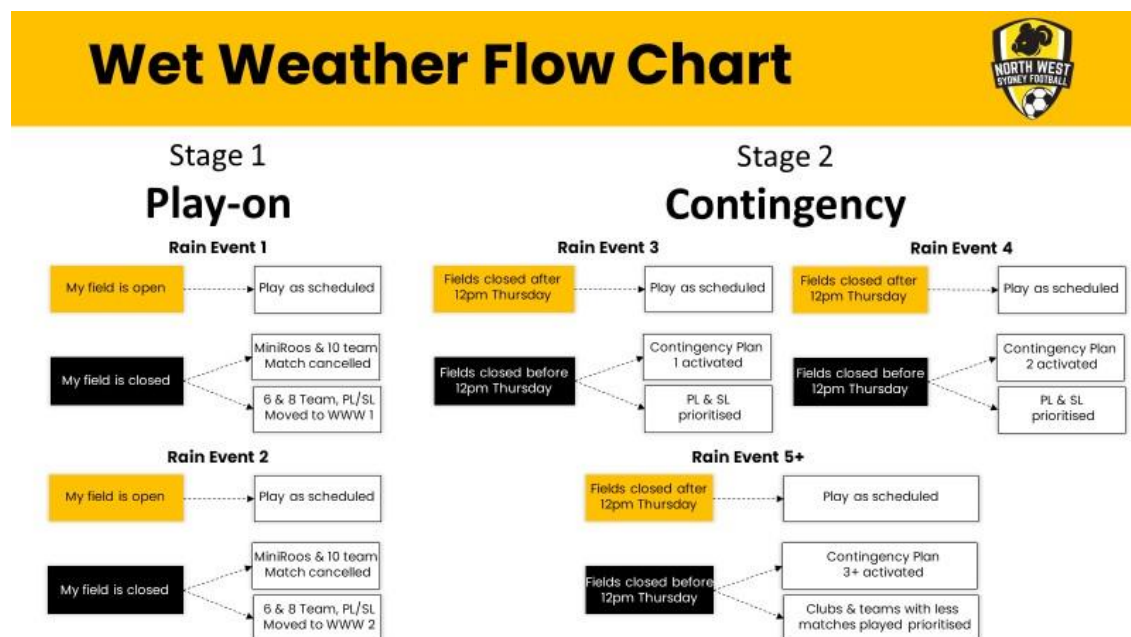 Wet Weather Flow Chart
NORTH WEST
SYDNEY FOOTBALL
Stage 1
Play-on
Rain Event 1
My field is open
Play as scheduled
My field is closed
MiniRoos & 10 team
Match cancelled
6 & 8 Team, PL/SL
Moved to WWW 1
Rain Event 2
My field is open
Play as scheduled
My field is closed
MiniRoos & 10 team
Match cancelled
6 & 8 Team, PL/SL
Moved to WWW 2
Stage 2
Contingency
Rain Event 3
Fields closed after
12pm Thursday
Play as scheduled
Fields closed before
12pm Thursday
Contingency Plan
1 activated
PL & SL
prioritised
Rain Event 4
Fields closed after
12pm Thursday
Play as scheduled
Fields closed before
12pm Thursday
Contingency Plan
2 activated
PL & SL
prioritised
Rain Event 5+
Fields closed after
12pm Thursday
Play as scheduled
Fields closed before
12pm Thursday
Contingency Plan
3+ activated
Clubs & teams with less
matches played prioritised